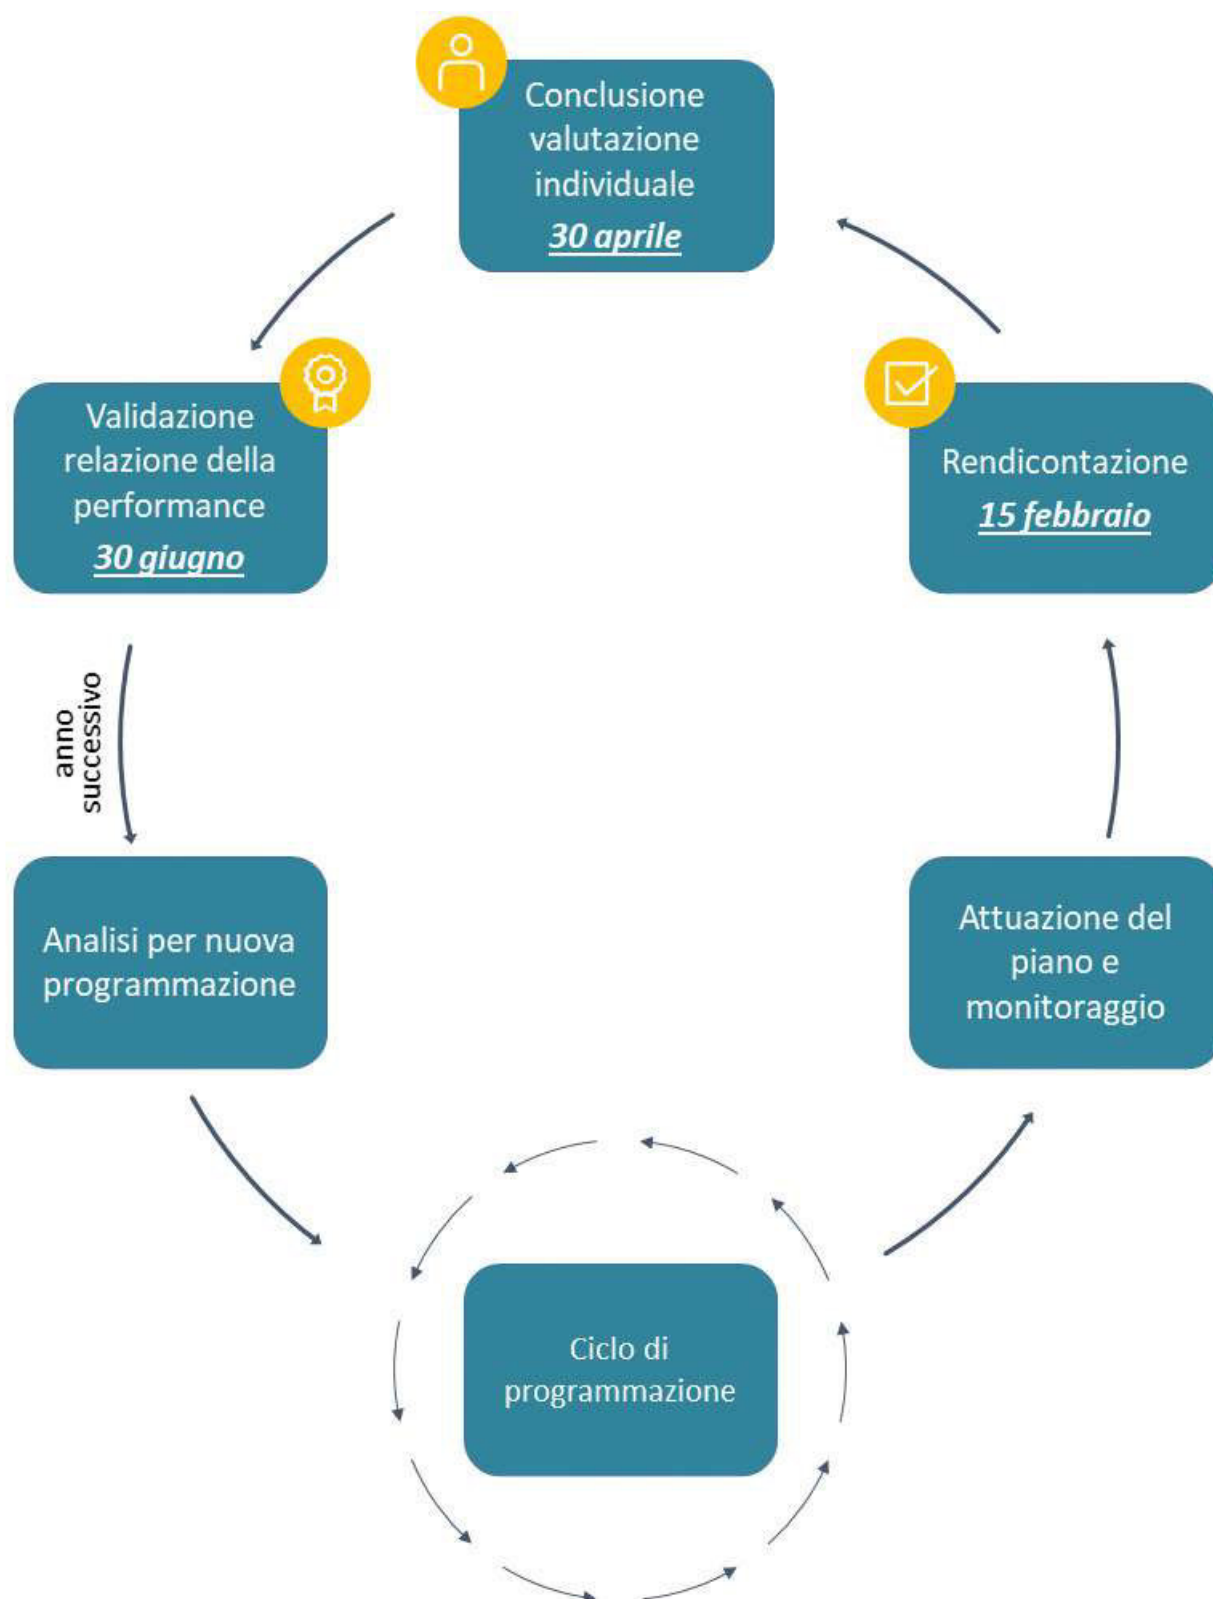 Conclusione
valutazione
individuale
30 aprile
Validazione
relazione della
performance
30 giugno
Rendicontazione
15 febbraio
anno
successivo
Analisi per nuova
programmazione
Attuazione del
piano e
monitoraggio
Ciclo di
programmazione